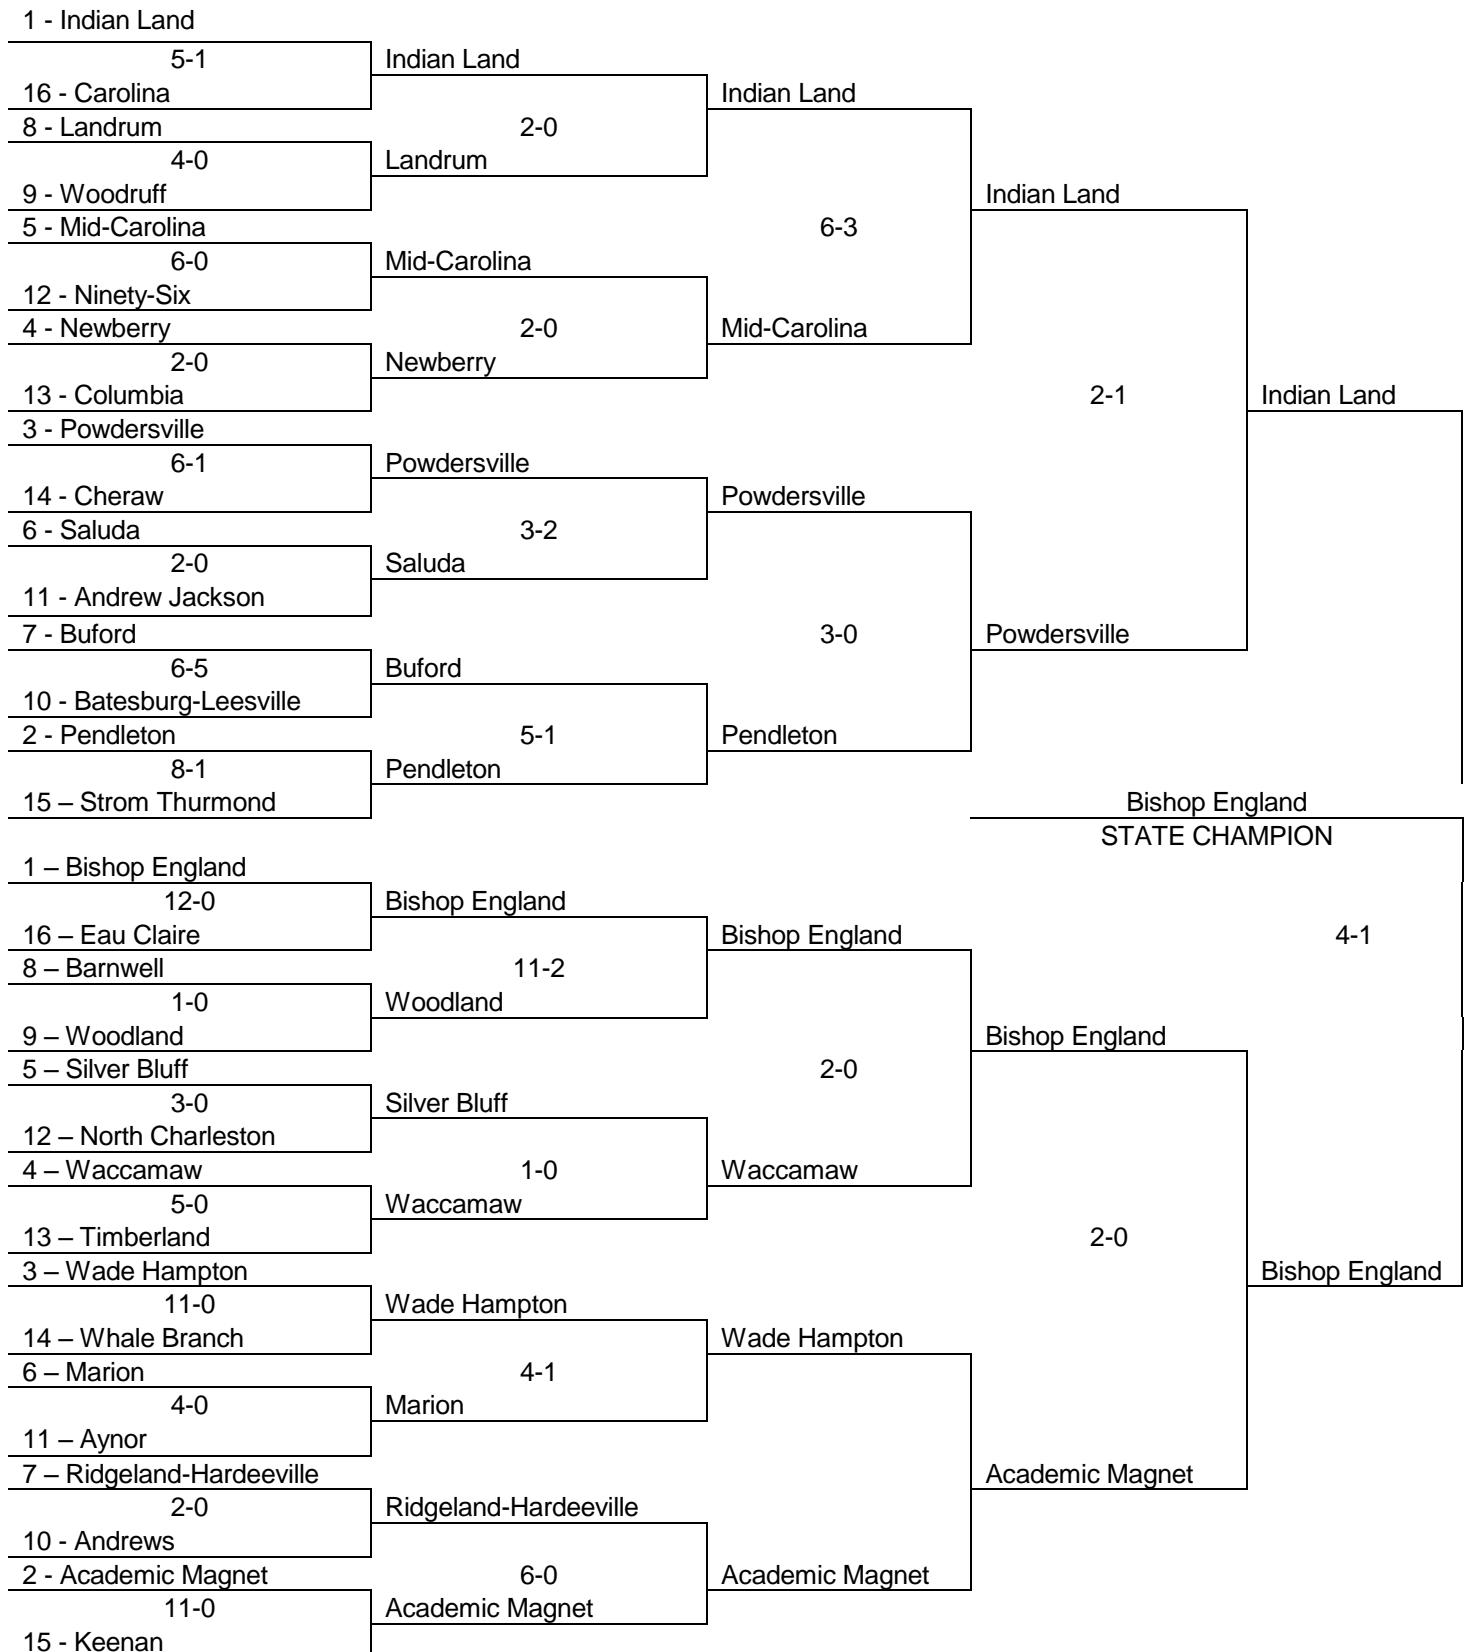 1 - Indian Land
5-1
Indian Land
16 - Carolina
Indian Land
8 - Landrum
2-0
4-0
Landrum
9 - Woodruff
Indian Land
5 - Mid-Carolina
6-3
6-0
Mid-Carolina
12 - Ninety-Six
4 - Newberry
2-0
Mid-Carolina
2-0
Newberry
13 - Columbia
2-1
Indian Land
3 - Powdersville
6-1
Powdersville
14 - Cheraw
Powdersville
6 - Saluda
3-2
2-0
Saluda
11 - Andrew Jackson
7 - Buford
3-0
Powdersville
6-5
Buford
10 - Batesburg-Leesville
2 - Pendleton
5-1
Pendleton
8-1
Pendleton
15 – Strom Thurmond
Bishop England
STATE CHAMPION
1 – Bishop England
12-0
Bishop England
16 – Eau Claire
Bishop England
4-1
8 – Barnwell
11-2
1-0
Woodland
9 – Woodland
Bishop England
5 – Silver Bluff
2-0
3-0
Silver Bluff
12 – North Charleston
4 – Waccamaw
1-0
Waccamaw
5-0
Waccamaw
13 – Timberland
2-0
3 – Wade Hampton
Bishop England
11-0
Wade Hampton
14 – Whale Branch
Wade Hampton
6 – Marion
4-1
4-0
Marion
11 – Aynor
7 – Ridgeland-Hardeeville
Academic Magnet
2-0
Ridgeland-Hardeeville
10 - Andrews
2 - Academic Magnet
6-0
Academic Magnet
11-0
Academic Magnet
15 - Keenan